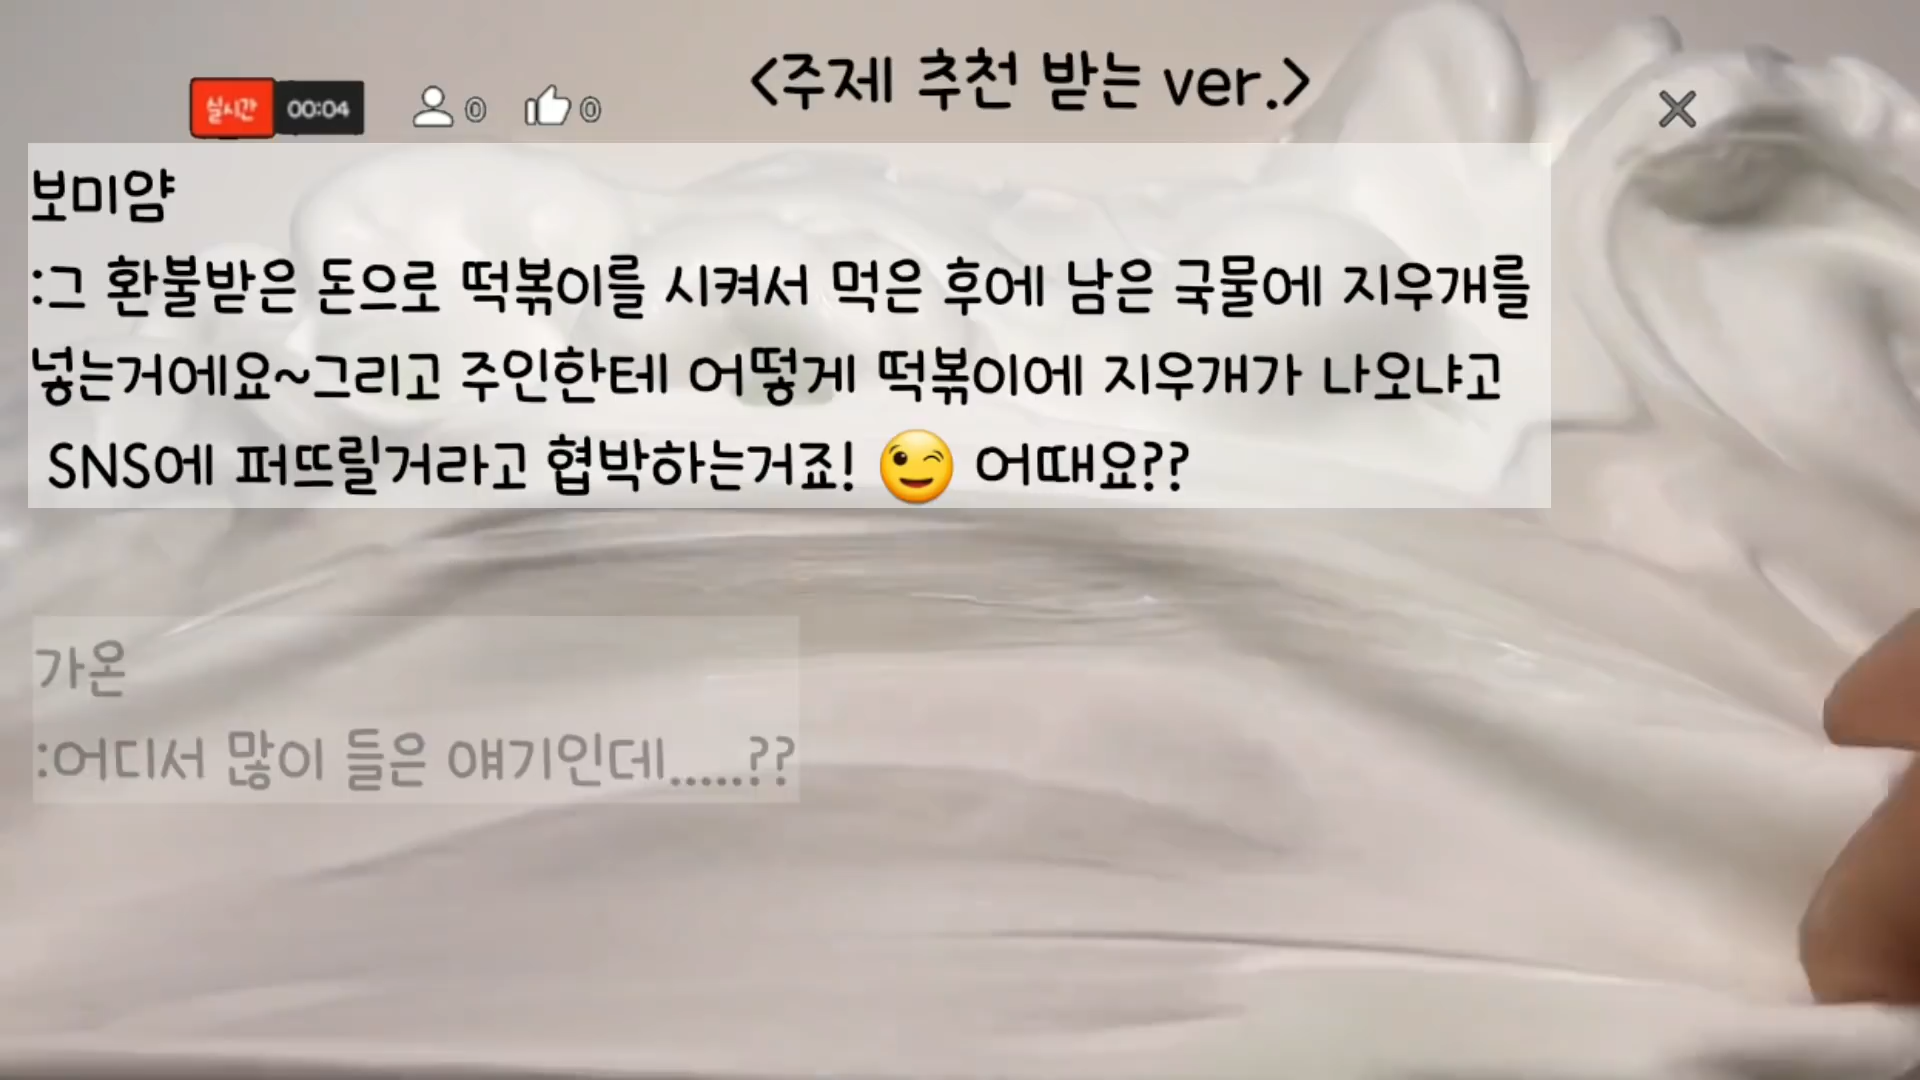 <주제 추천 받는 ver.>
실시간 00:04 0 0
보미얌
:그 환불받은 돈으로 떡볶이를 시켜서 먹은 후에 남은 국물에 지우개를
넣는거에요~그리고 주인한테 어떻게 떡볶이에 지우개가 나오냐고
SNS에 퍼뜨릴거라고 협박하는거죠! 😉 어때요??
가온
:어디서 많이 들은 얘기인데.....??